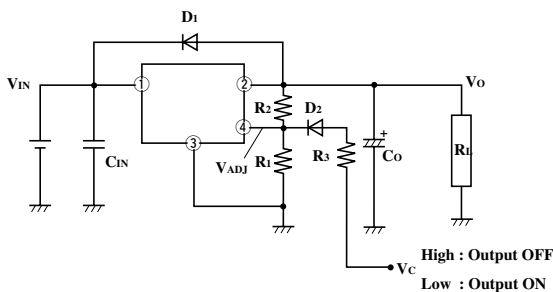 D1
VIN
1
2
VO
R2
D2
4
3
CIN
VADJ
R1
R3
+
CO
RL
VC
High : Output OFF
Low : Output ON